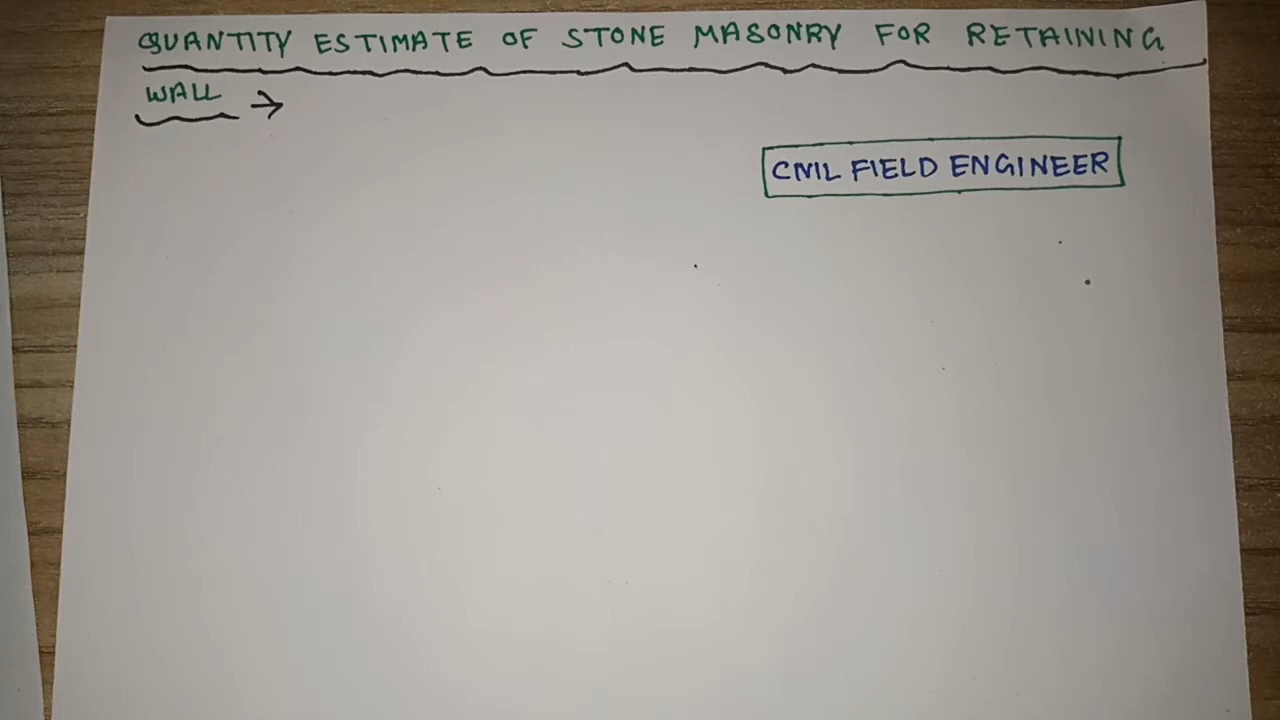 QUANTITY ESTIMATE OF STONE MASONRY FOR RETAINING
WALL →
CIVIL FIELD ENGINEER